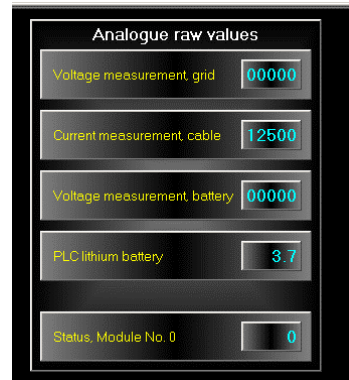 Analogue raw values
Voltage measurement, grid 00000
Current measurement, cable 12500
Voltage measurement, battery 00000
PLC lithium battery 3.7
Status, Module No. 0 0